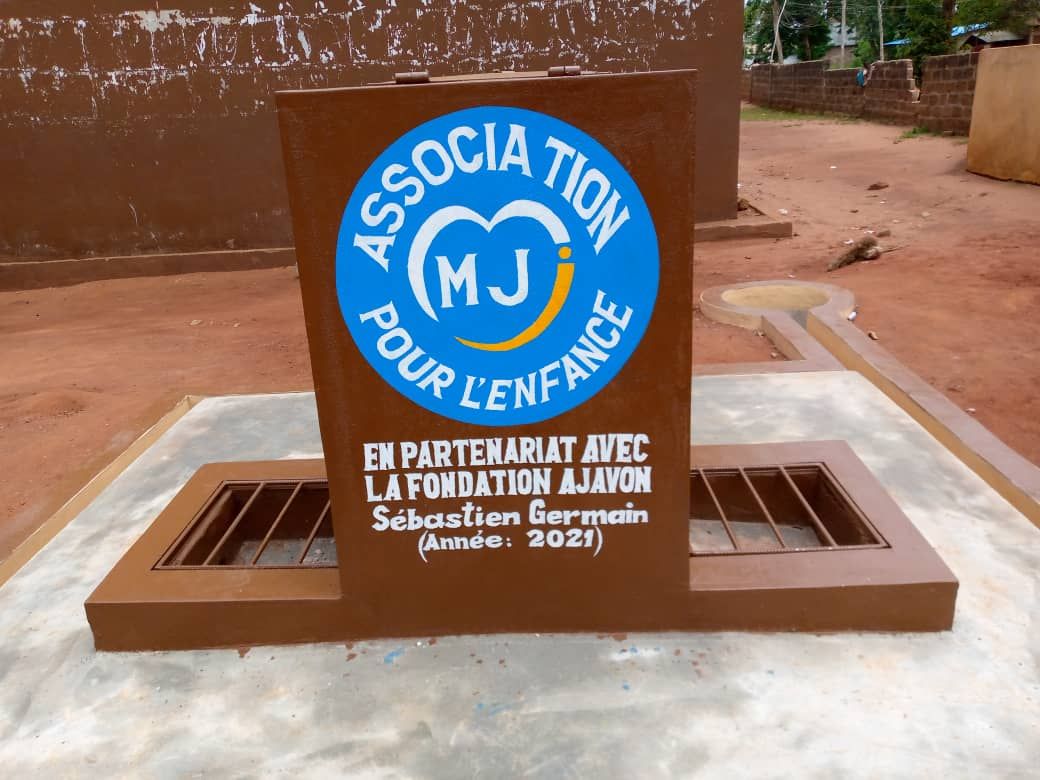 ASSOCIATION
MJ
POUR L'ENFANCE
EN PARTENARIAT AVEC
LA FONDATION AJAVON
Sébastien Germain
(Année: 2021)